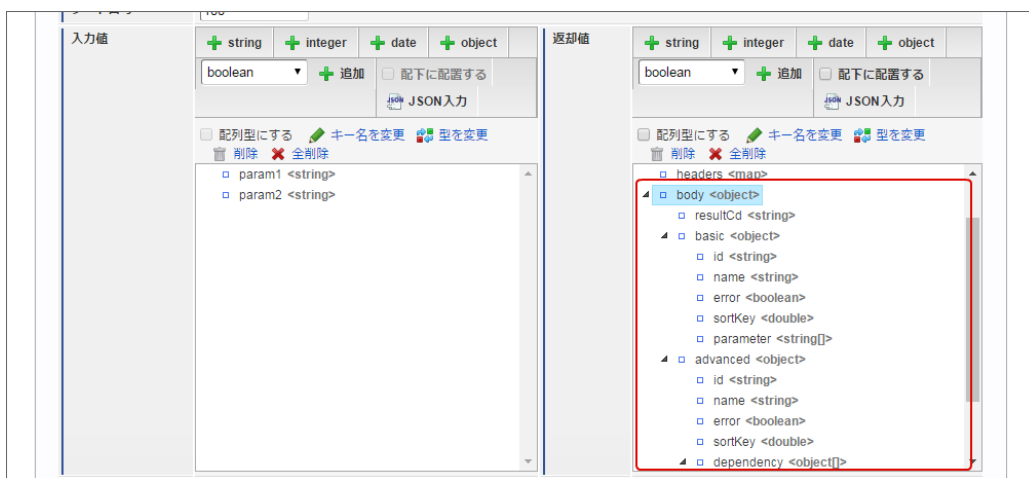 入力値
string integer date object
boolean 追加 配下に配置する
JSON入力
配列型にする キー名を変更 型を変更
削除 全削除
param1 <string>
param2 <string>
返却値
string integer date object
boolean 追加 配下に配置する
JSON入力
配列型にする キー名を変更 型を変更
削除 全削除
headers <map>
body <object>
resultCd <string>
basic <object>
id <string>
name <string>
error <boolean>
sortKey <double>
parameter <string[]>
advanced <object>
id <string>
name <string>
error <boolean>
sortKey <double>
dependency <object[]>